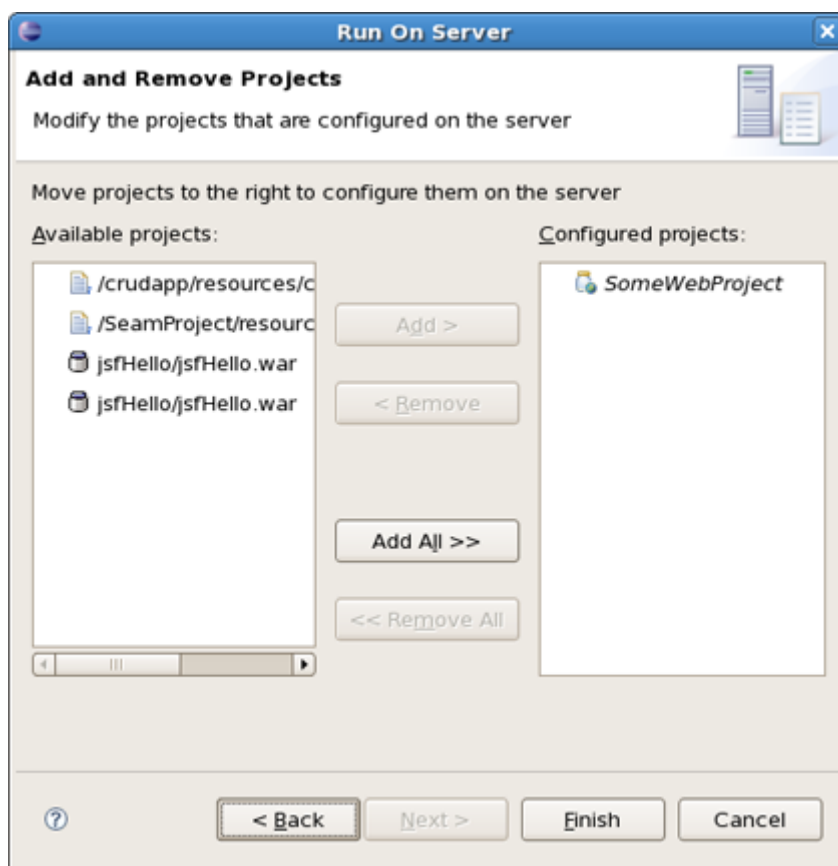 Run On Server
Add and Remove Projects
Modify the projects that are configured on the server
Move projects to the right to configure them on the server
Available projects:
Configured projects:
/crudapp/resources/c
/SeamProject/resourc
jsfHello/jsfHello.war
jsfHello/jsfHello.war
Add >
< Remove
Add All >>
<< Remove All
SomeWebProject
< Back
Next >
Finish
Cancel